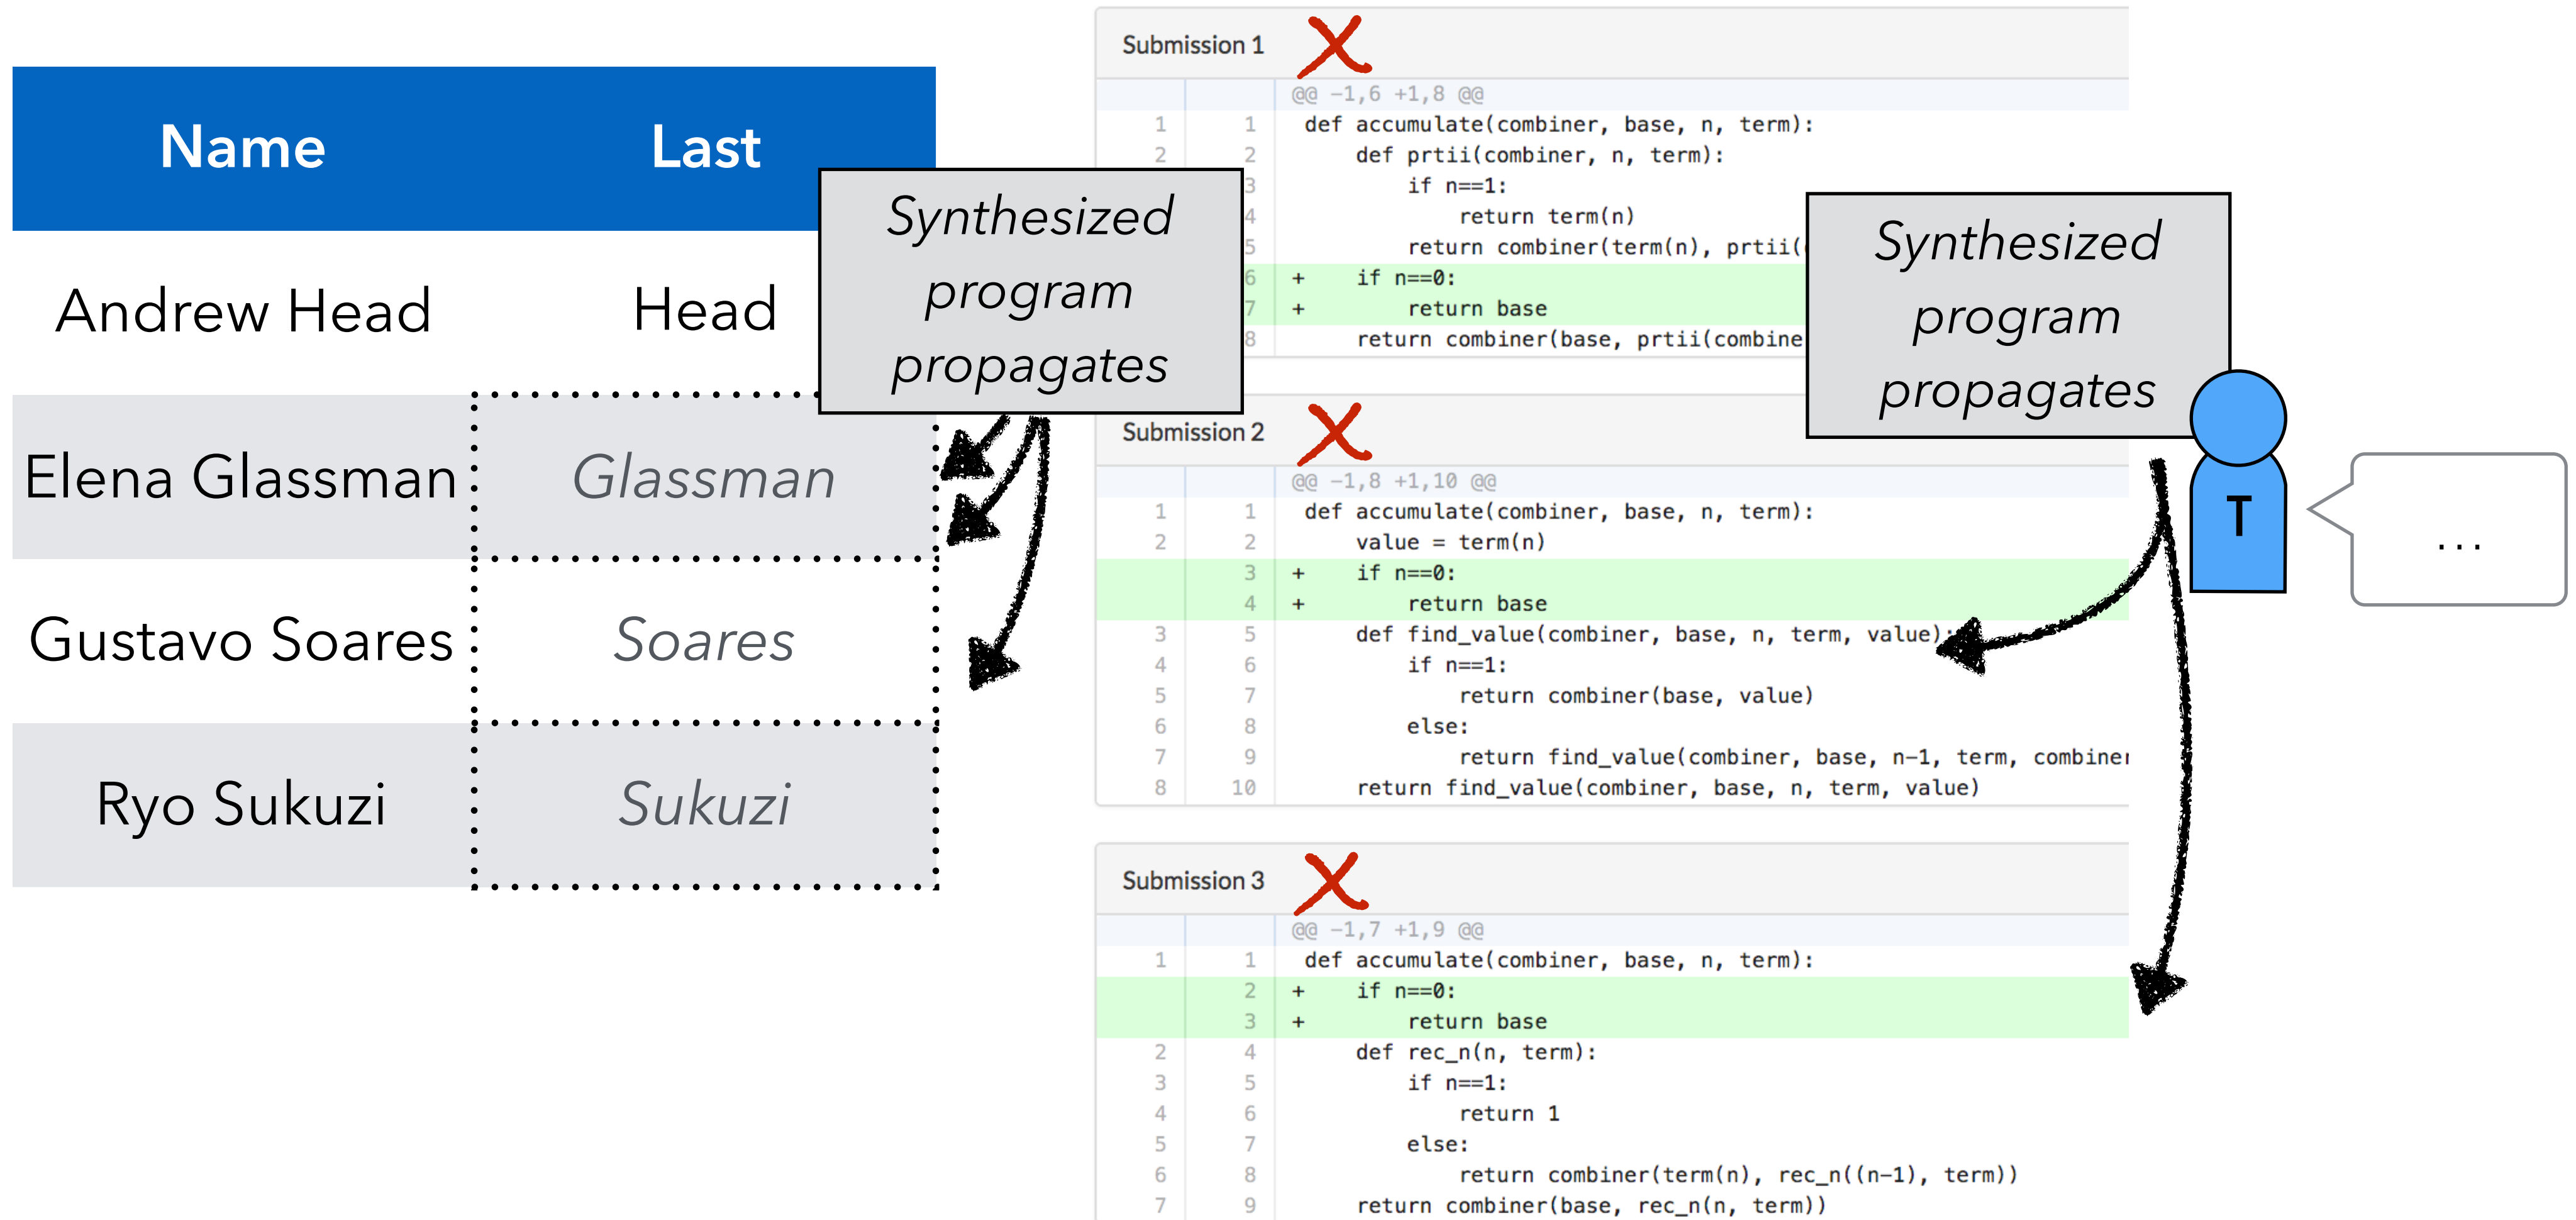 Name Last
Andrew Head Head
Elena Glassman Glassman
Gustavo Soares Soares
Ryo Sukuzi Sukuzi
Synthesized
program
propagates
Submission 1
@@ -1,6 +1,8 @@
1 1 def accumulate(combiner, base, n, term):
2 2     def prtii(combiner, n, term):
3         if n==1:
4             return term(n)
5         return combiner(term(n), prtii(
6 +     if n==0:
7 +         return base
8     return combiner(base, prtii(combine
Synthesized
program
propagates
T
...
Submission 2
@@ -1,8 +1,10 @@
1 1 def accumulate(combiner, base, n, term):
2 2     value = term(n)
3 +     if n==0:
4 +         return base
3 5     def find_value(combiner, base, n, term, value):
4 6         if n==1:
5 7             return combiner(base, value)
6 8         else:
7 9             return find_value(combiner, base, n-1, term, combiner
8 10     return find_value(combiner, base, n, term, value)
Submission 3
@@ -1,7 +1,9 @@
1 1 def accumulate(combiner, base, n, term):
2 +     if n==0:
3 +         return base
2 4     def rec_n(n, term):
3 5         if n==1:
4 6             return 1
5 7         else:
6 8             return combiner(term(n), rec_n((n-1), term))
7 9     return combiner(base, rec_n(n, term))